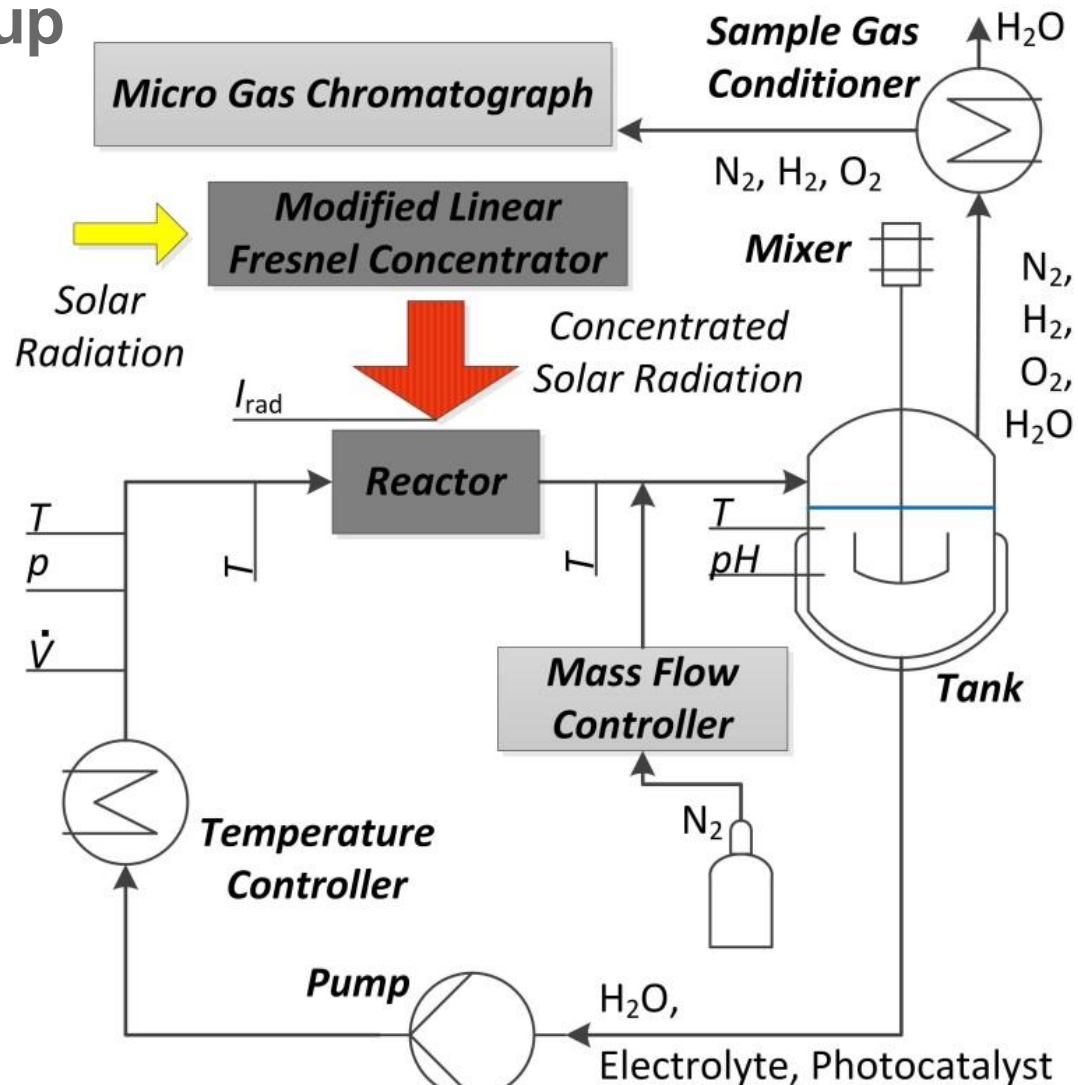 up
Sample Gas
Conditioner
H₂O
Micro Gas Chromatograph
N₂, H₂, O₂
Modified Linear
Fresnel Concentrator
Mixer
N₂,
H₂,
O₂,
H₂O
Solar
Radiation
Concentrated
Solar Radiation
I_rad
Reactor
T
p
V̇
T
T
T
pH
Mass Flow
Controller
Tank
N₂
Temperature
Controller
Pump
H₂O,
Electrolyte, Photocatalyst